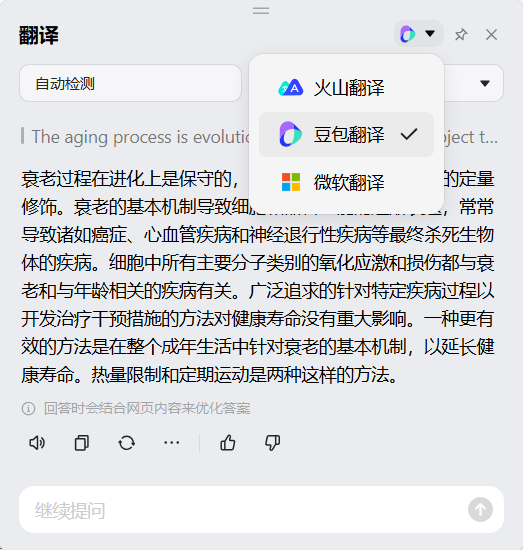 翻译
自动检测
火山翻译
豆包翻译
微软翻译
The aging process is evolution
ject t...
衰老过程在进化上是保守的，
的定量
修饰。衰老的基本机制导致细胞
常常
导致诸如癌症、心血管疾病和神经退行性疾病等最终杀死生物
体的疾病。细胞中所有主要分子类别的氧化应激和损伤都与衰
老和与年龄相关的疾病有关。广泛追求的针对特定疾病过程以
开发治疗干预措施的方法对健康寿命没有重大影响。一种更有
效的方法是在整个成年生活中针对衰老的基本机制，以延长健
康寿命。热量限制和定期运动是两种这样的方法。
回答时会结合网页内容来优化答案
继续提问